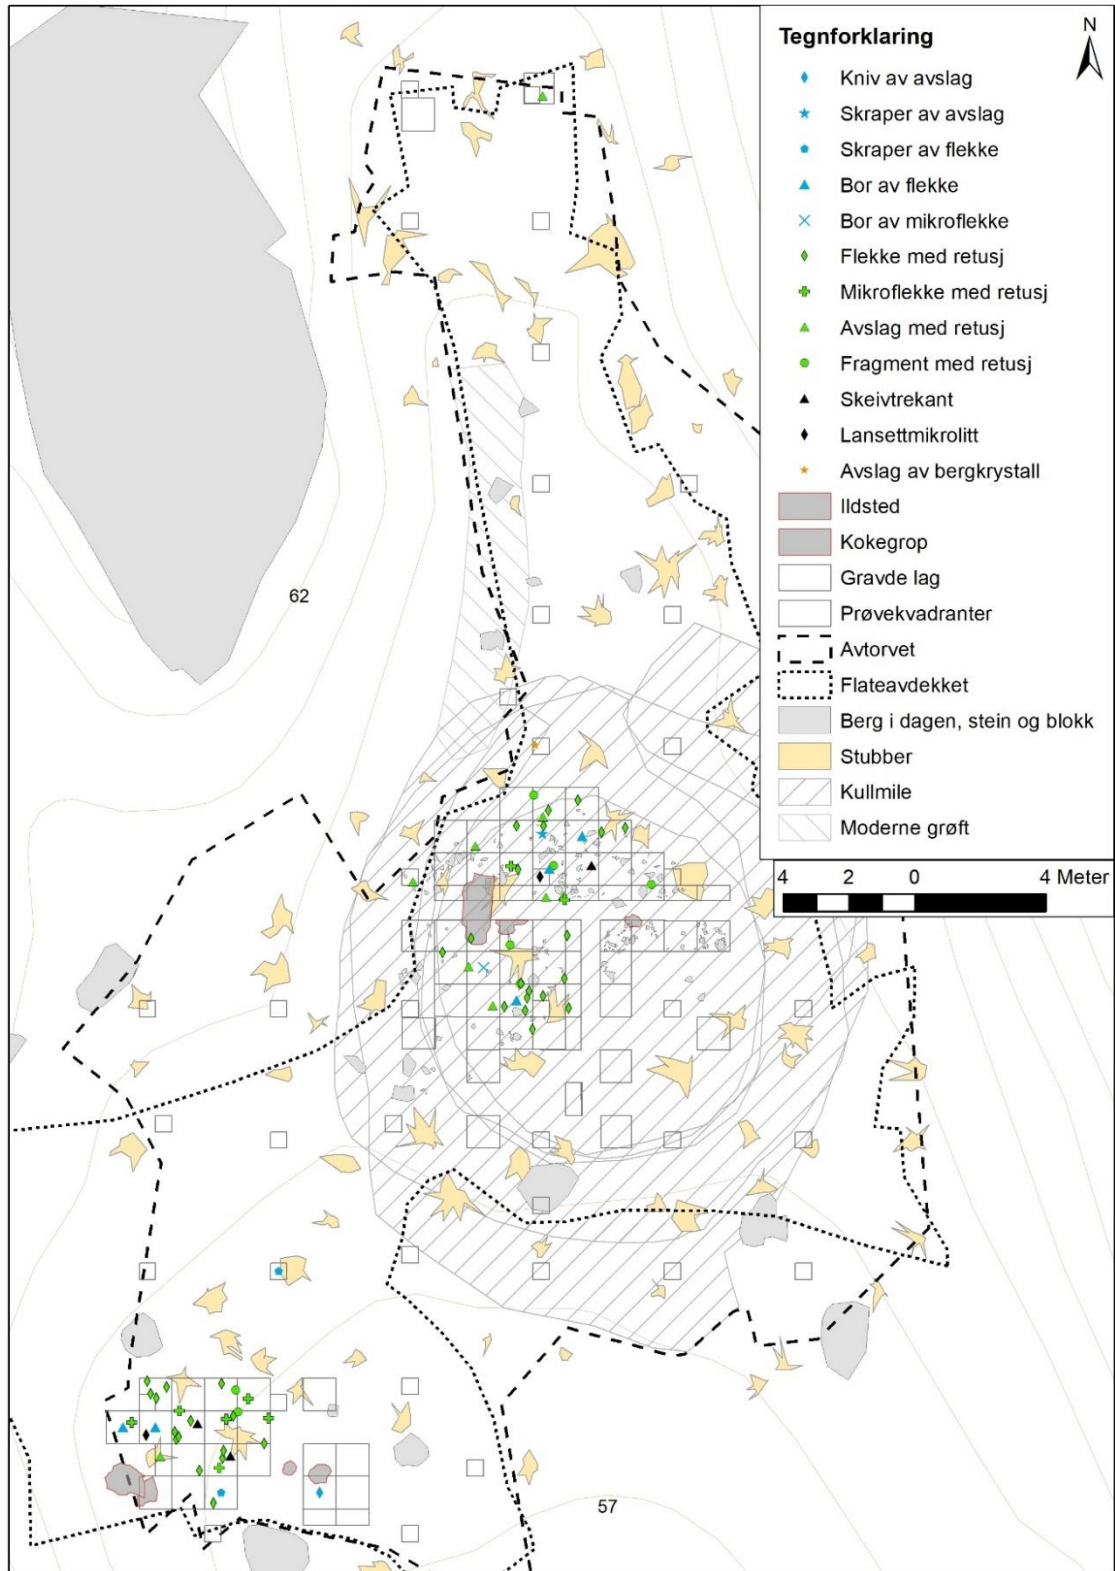 Tegnforklaring
N
Kniv av avslag
Skraper av avslag
Skraper av flekke
Bor av flekke
Bor av mikroflekke
Flekke med retusj
Mikroflekke med retusj
Avslag med retusj
Fragment med retusj
Skeivtrekant
Lansettmikrolitt
Avslag av bergkrystall
Ildsted
Kokegrop
Gravde lag
Prøvekvadranter
Avtorvet
Flateavdekket
Berg i dagen, stein og blokk
Stubber
Kullmile
Moderne grøft
4 2 0 4 Meter
62
57